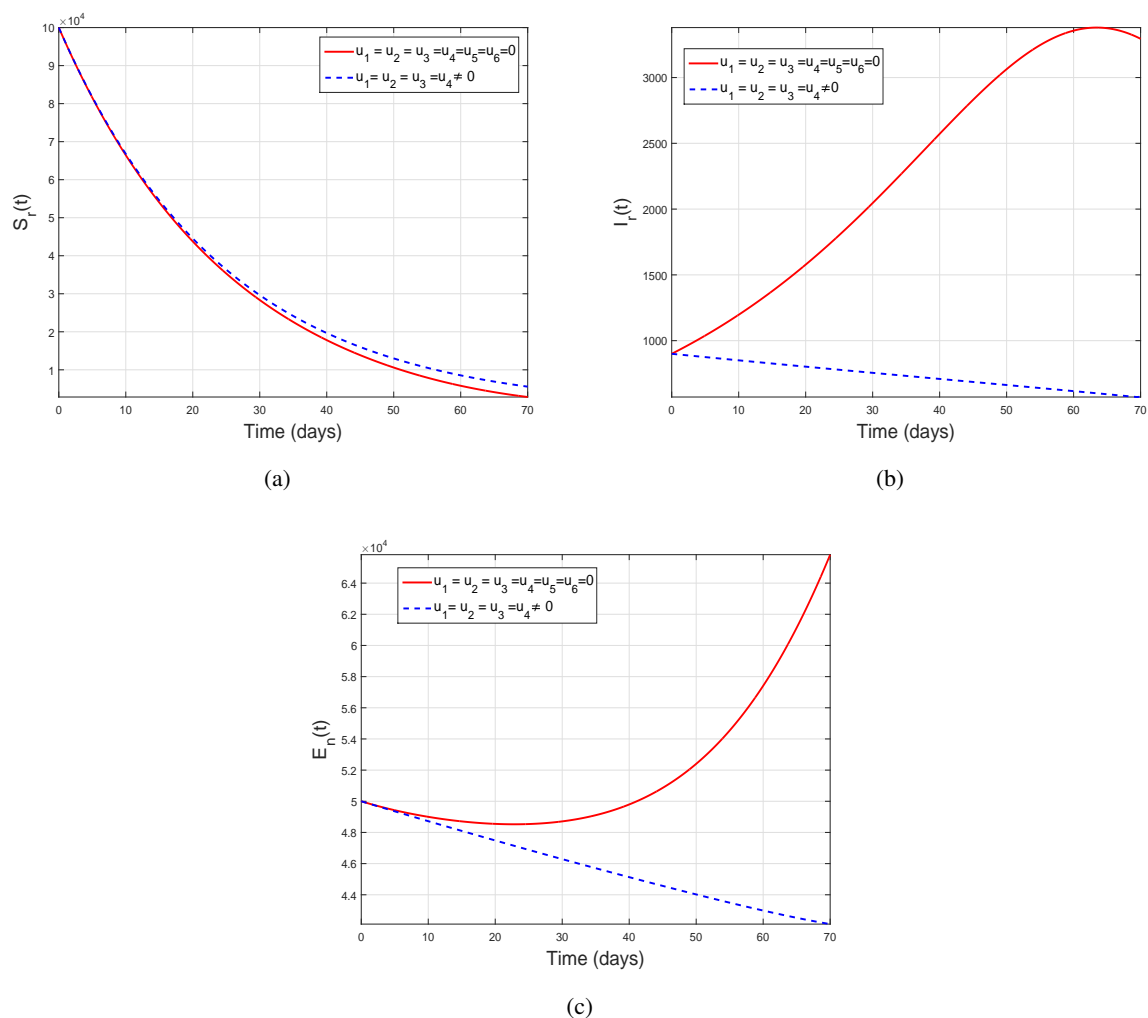 ×10⁴
10
9
8
7
6
5
4
3
2
1
S_r(t)
0 10 20 30 40 50 60 70
Time (days)
u_1 = u_2 = u_3 =u_4=u_5=u_6=0
u_1= u_2 = u_3 =u_4≠ 0
(a)
3000
2500
2000
1500
1000
I_r(t)
0 10 20 30 40 50 60 70
Time (days)
u_1 = u_2 = u_3 =u_4=u_5=u_6=0
u_1 = u_2 = u_3 =u_4≠0
(b)
×10⁴
6.4
6.2
6
5.8
5.6
5.4
5.2
5
4.8
4.6
4.4
E_n(t)
0 10 20 30 40 50 60 70
Time (days)
u_1 = u_2 = u_3 =u_4=u_5=u_6=0
u_1= u_2 = u_3 =u_4≠ 0
(c)